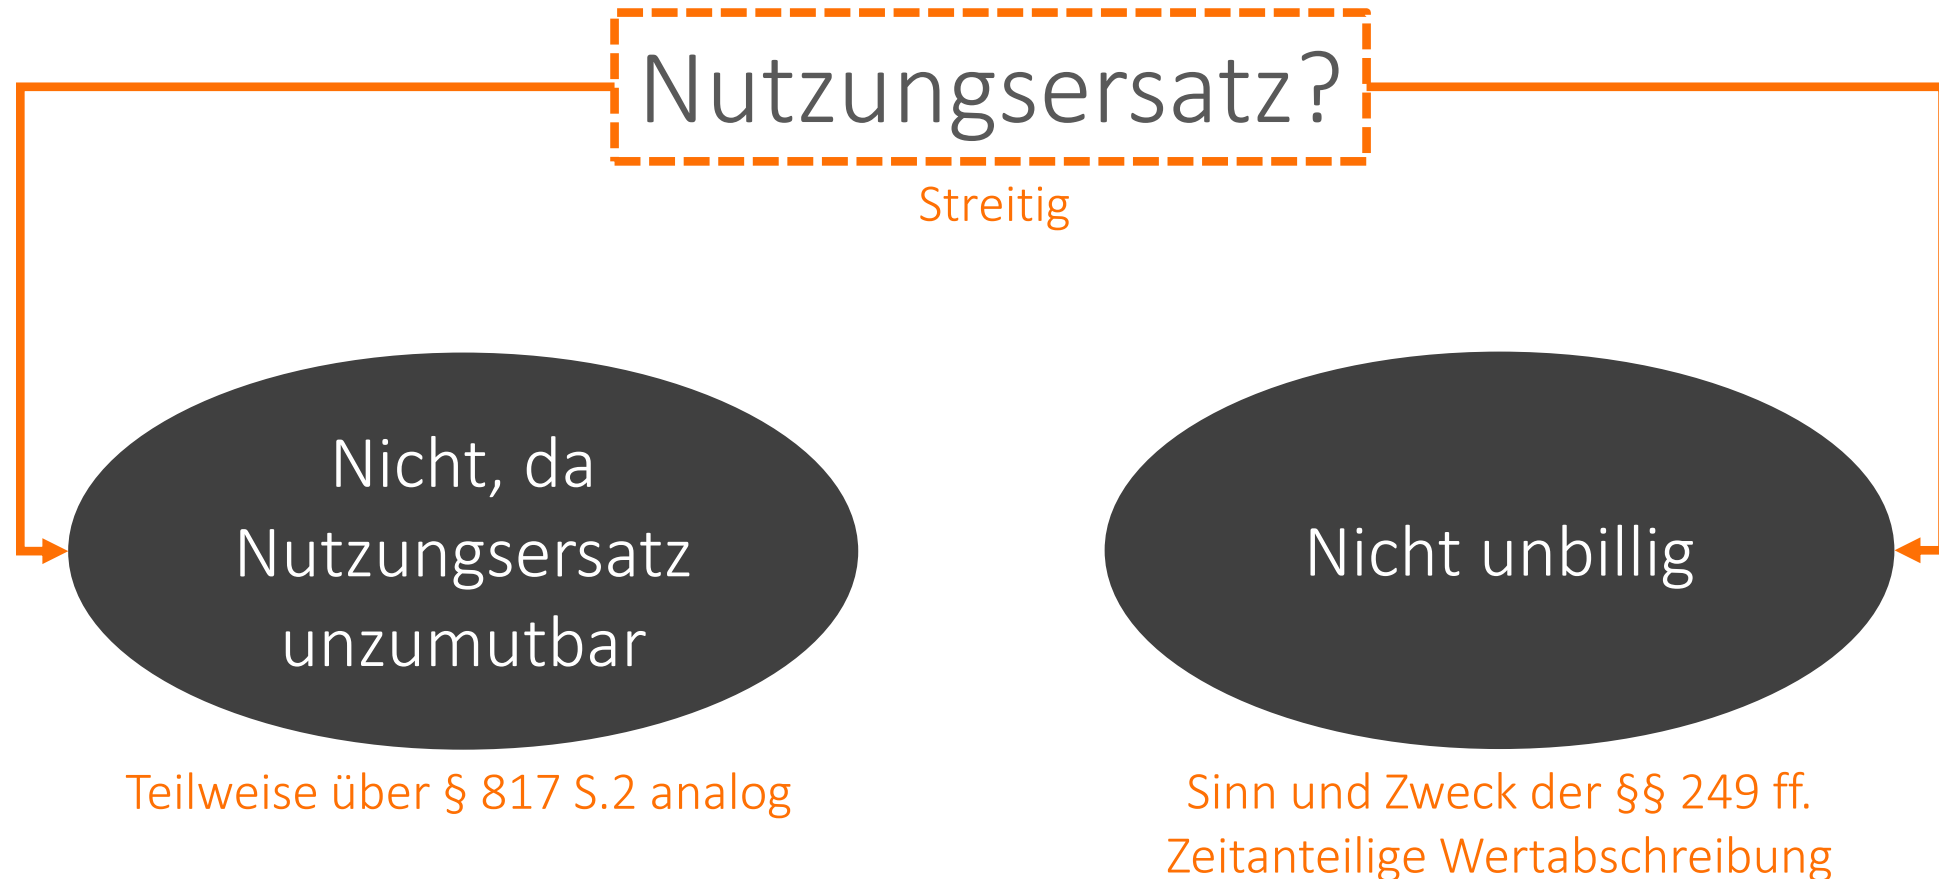 Nutzungsersatz?
Streitig
Nicht, da
Nutzungsersatz
unzumutbar
Teilweise über § 817 S.2 analog
Nicht unbillig
Sinn und Zweck der §§ 249 ff.
Zeitanteilige Wertabschreibung